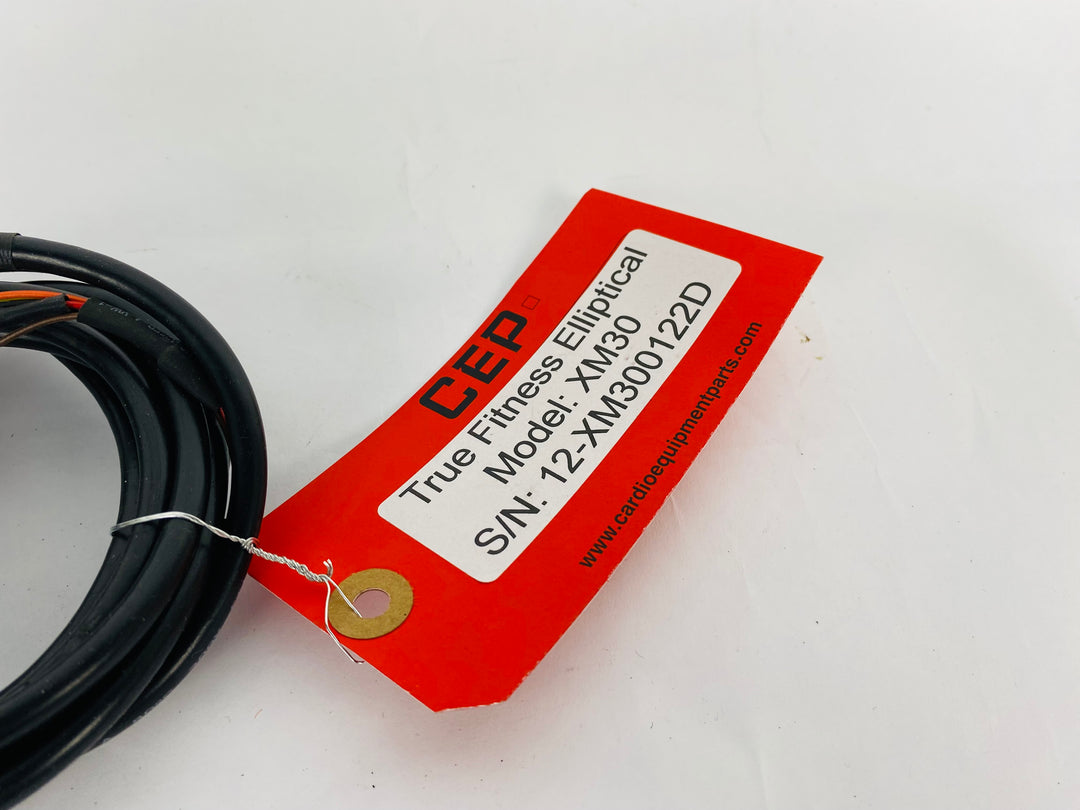 CEP
True Fitness Elliptical
Model: XM30
S/N: 12-XM300122D
www.cardioequipmentparts.com